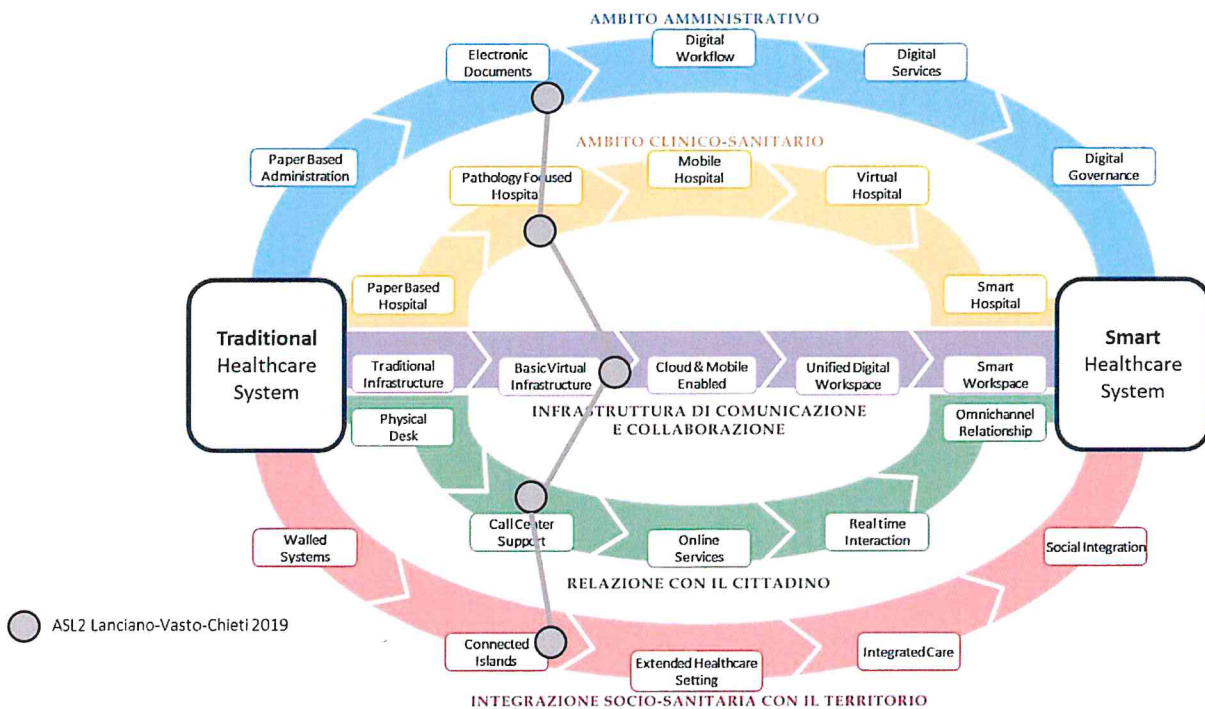 AMBITO AMMINISTRATIVO
Electronic
Documents
Digital
Workflow
Digital
Services
Paper Based
Administration
Digital
Governance
AMBITO CLINICO-SANITARIO
Pathology Focused
Hospital
Mobile
Hospital
Virtual
Hospital
Paper Based
Hospital
Smart
Hospital
Traditional
Healthcare
System
Smart
Healthcare
System
Traditional
Infrastructure
Basic Virtual
Infrastructure
Cloud & Mobile
Enabled
Unified Digital
Workspace
Smart
Workspace
INFRASTRUTTURA DI COMUNICAZIONE
E COLLABORAZIONE
Physical
Desk
Omnichannel
Relationship
Call Center
Support
Online
Services
Real time
Interaction
RELAZIONE CON IL CITTADINO
Walled
Systems
Social Integration
Connected
Islands
Extended Healthcare
Setting
Integrated Care
INTEGRAZIONE SOCIO-SANITARIA CON IL TERRITORIO
ASL2 Lanciano-Vasto-Chieti 2019